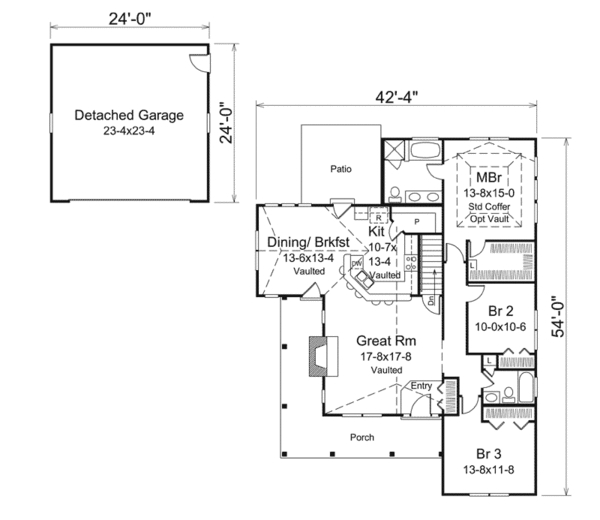 24'-0"
Detached Garage
23-4x23-4
24'-0"
42'-4"
Patio
MBr
13-8x15-0
Std Coffer
Opt Vault
R
P
Kit
10-7x
13-4
Vaulted
Dining/ Brkfst
13-6x13-4
Vaulted
DW
L
Dn
Br 2
10-0x10-6
54'-0"
Great Rm
17-8x17-8
Vaulted
L
Entry
Porch
Br 3
13-8x11-8